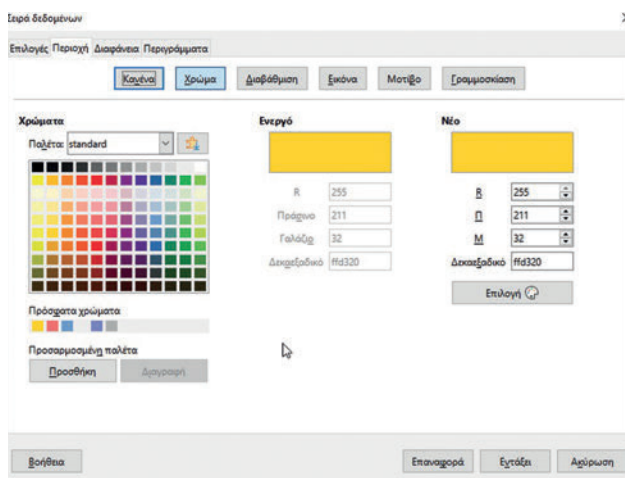 Σειρά δεδομένων
Επιλογές Περιοχή Διαφάνεια Περιγράμματα
Κανένα Χρώμα Διαβάθμιση Εικόνα Μοτίβο Γραμμοσκίαση
Χρώματα Ενεργό Νέο
Παλέτα: standard
R 255 R 255
Πράσινο 211 Π 211
Γαλάζιο 32 Μ 32
Δεκαεξαδικό ffd320 Δεκαεξαδικό ffd320
Επιλογή
Πρόσφατα χρώματα
Προσαρμοσμένη παλέτα
Προσθήκη Διαγραφή
Βοήθεια Επαναφορά Εντάξει Ακύρωση